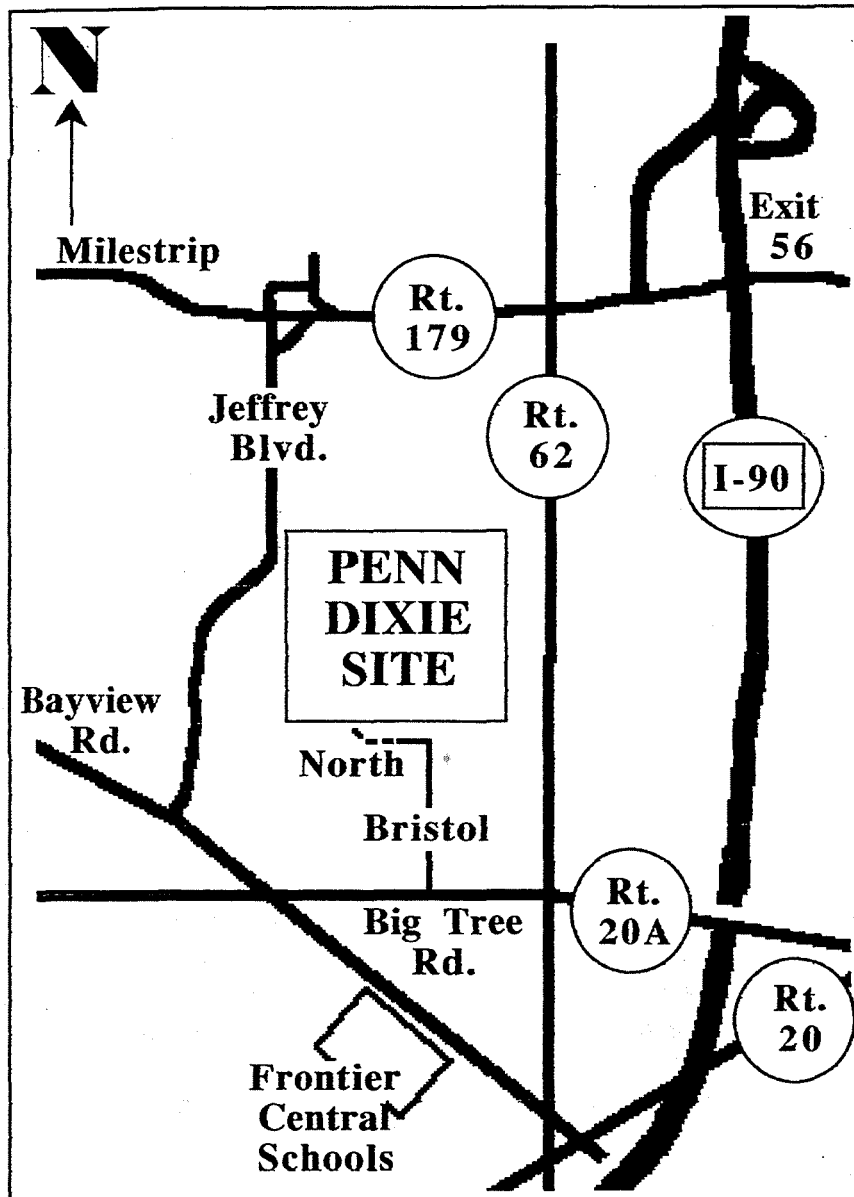 N
Exit
56
Milestrip
Rt.
179
Jeffrey
Blvd.
Rt.
62
I-90
PENN
DIXIE
SITE
Bayview
Rd.
North
Bristol
Big Tree
Rd.
Rt.
20A
Rt.
20
Frontier
Central
Schools